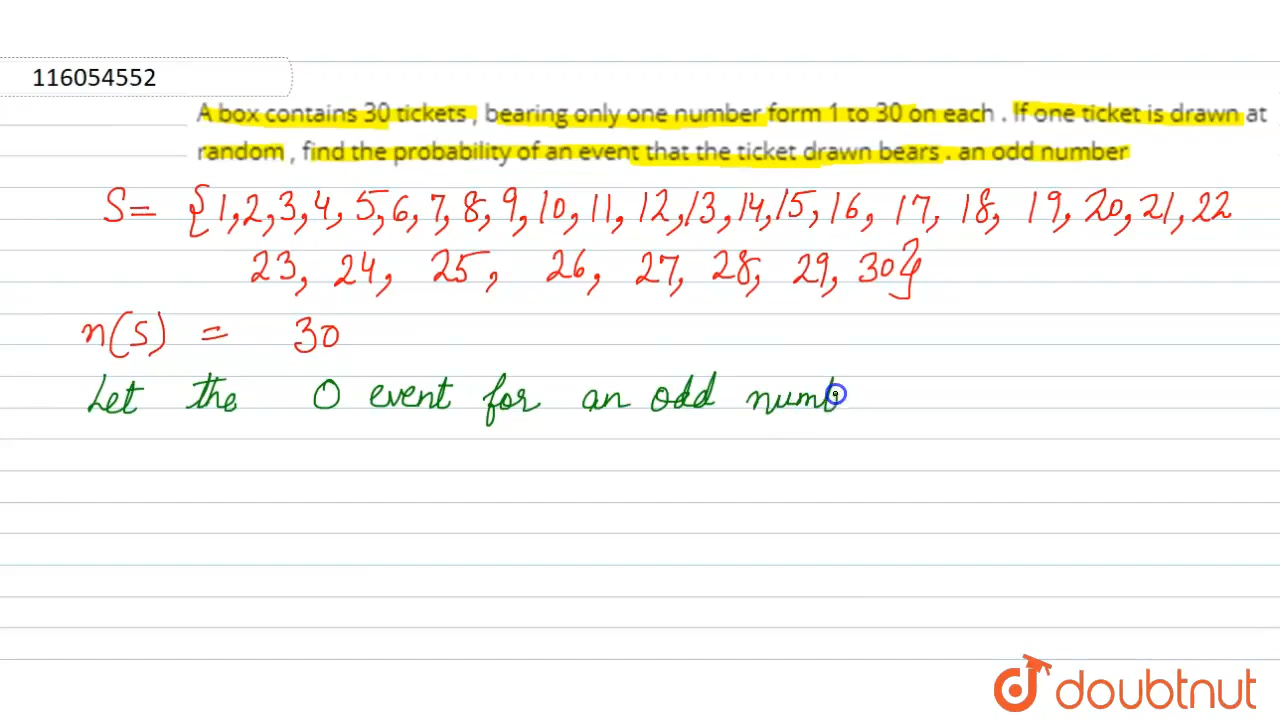 116054552
A box contains 30 tickets , bearing only one number form 1 to 30 on each . If one ticket is drawn at
random , find the probability of an event that the ticket drawn bears . an odd number
S= {1,2,3,4,5,6,7,8,9,10,11,12,13,14,15,16, 17, 18, 19, 20,21,22
23, 24, 25, 26, 27, 28, 29, 30}
n(S) = 30
Let the O event for an odd numb
doubtnut